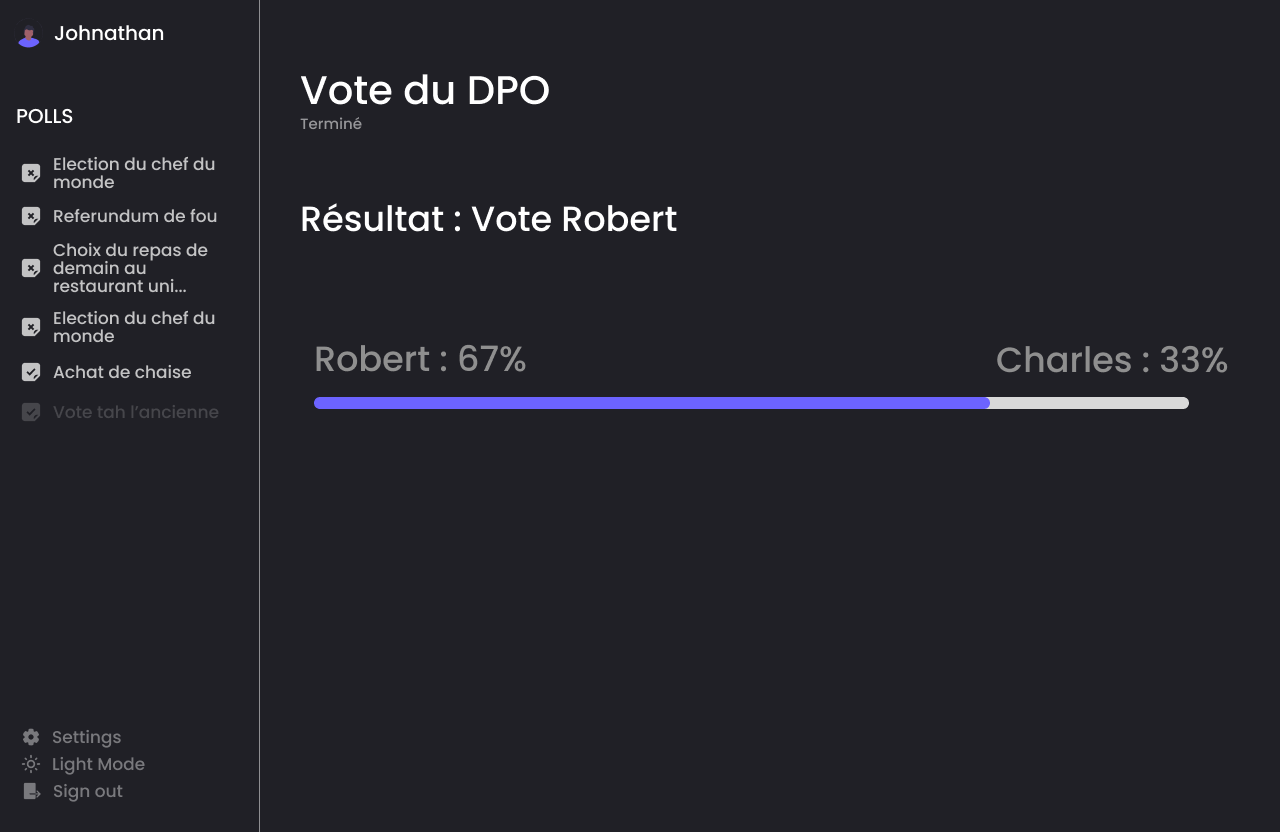 Johnathan
POLLS
Election du chef du
monde
Referundum de fou
Choix du repas de
demain au
restaurant uni...
Election du chef du
monde
Achat de chaise
Vote tah l’ancienne
Settings
Light Mode
Sign out
Vote du DPO
Terminé
Résultat : Vote Robert
Robert : 67%
Charles : 33%